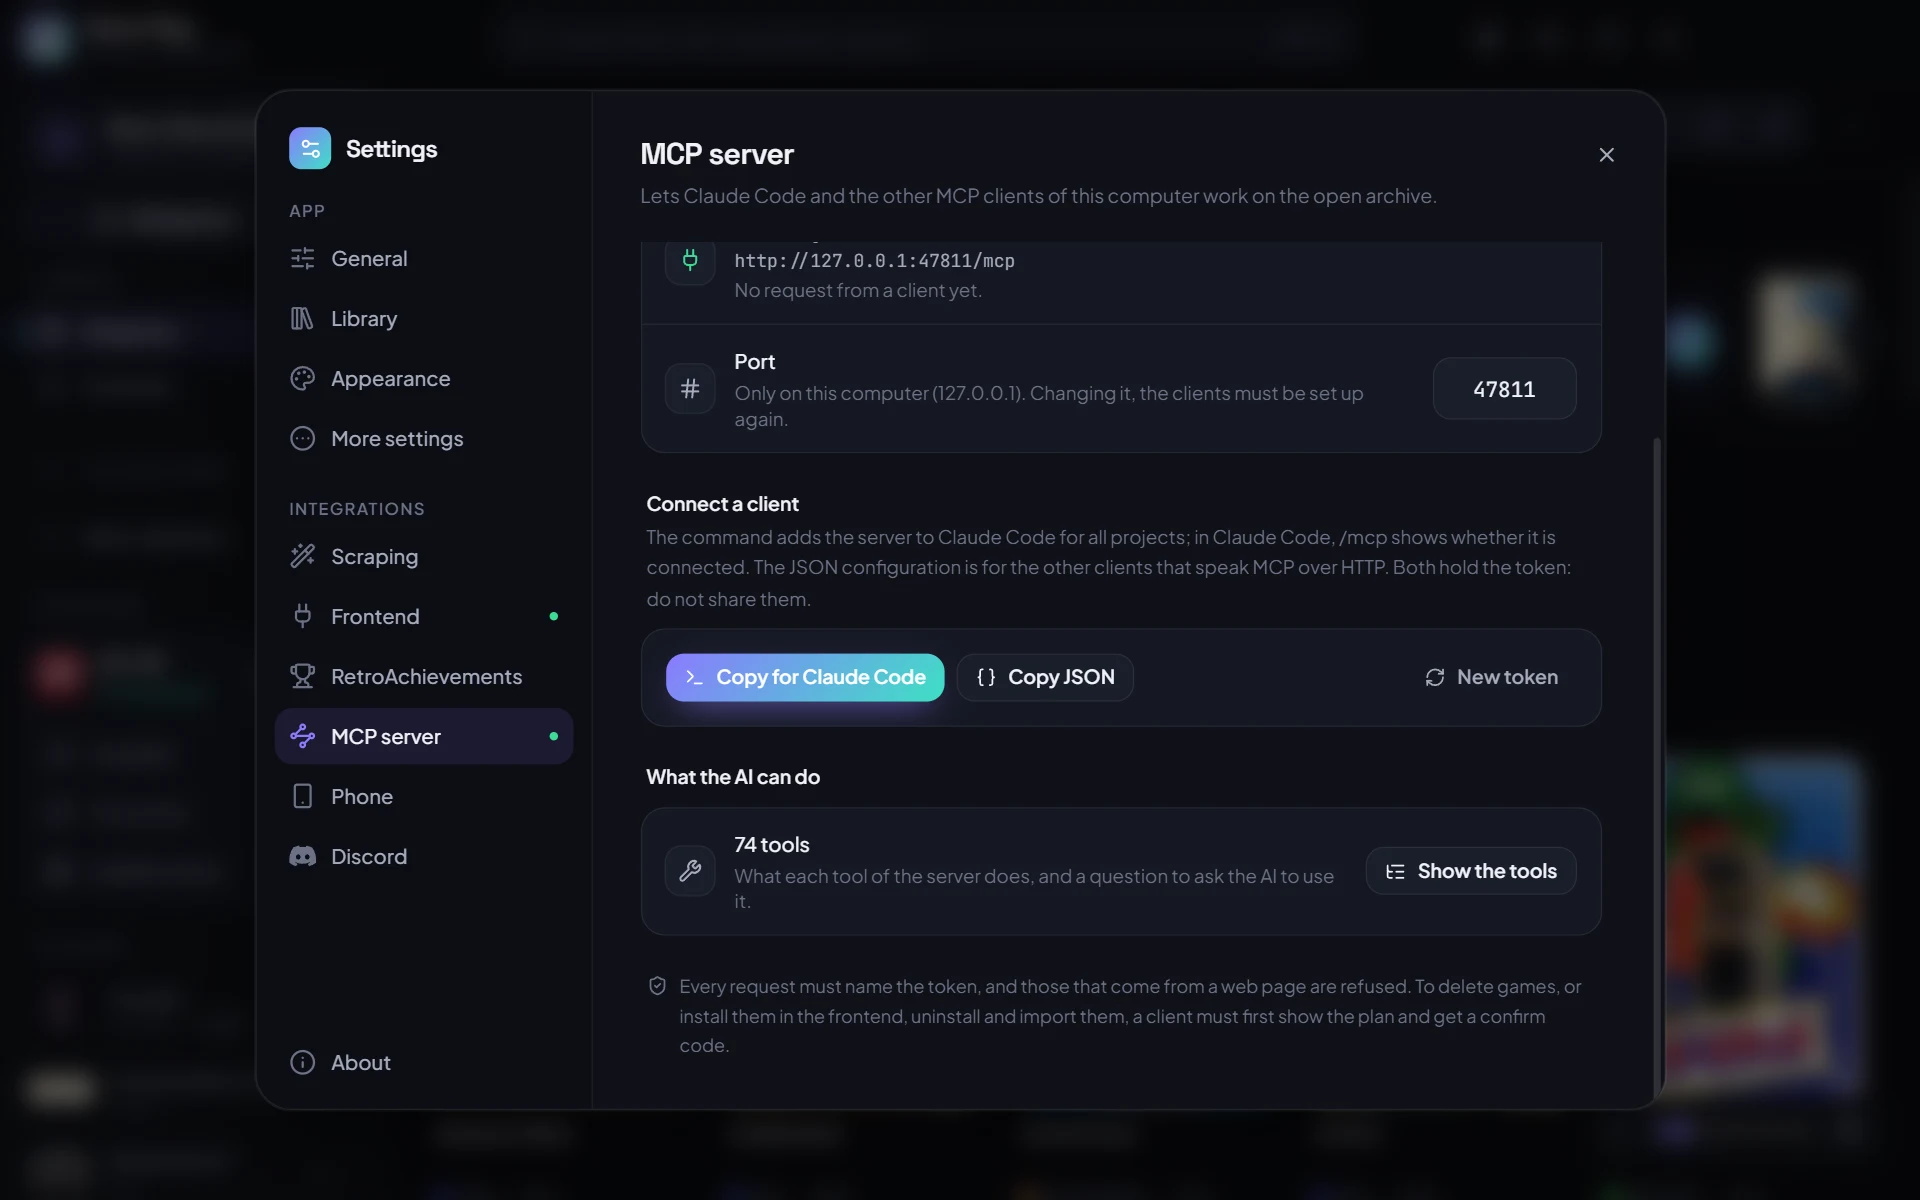 Settings
APP
General
Library
Appearance
More settings
INTEGRATIONS
Scraping
Frontend
RetroAchievements
MCP server
Phone
Discord
About
MCP server
Lets Claude Code and the other MCP clients of this computer work on the open archive.
http://127.0.0.1:47811/mcp
No request from a client yet.
Port
Only on this computer (127.0.0.1). Changing it, the clients must be set up
again.
47811
Connect a client
The command adds the server to Claude Code for all projects; in Claude Code, /mcp shows whether it is
connected. The JSON configuration is for the other clients that speak MCP over HTTP. Both hold the token:
do not share them.
Copy for Claude Code
Copy JSON
New token
What the AI can do
74 tools
What each tool of the server does, and a question to ask the AI to use
it.
Show the tools
Every request must name the token, and those that come from a web page are refused. To delete games, or
install them in the frontend, uninstall and import them, a client must first show the plan and get a confirm
code.